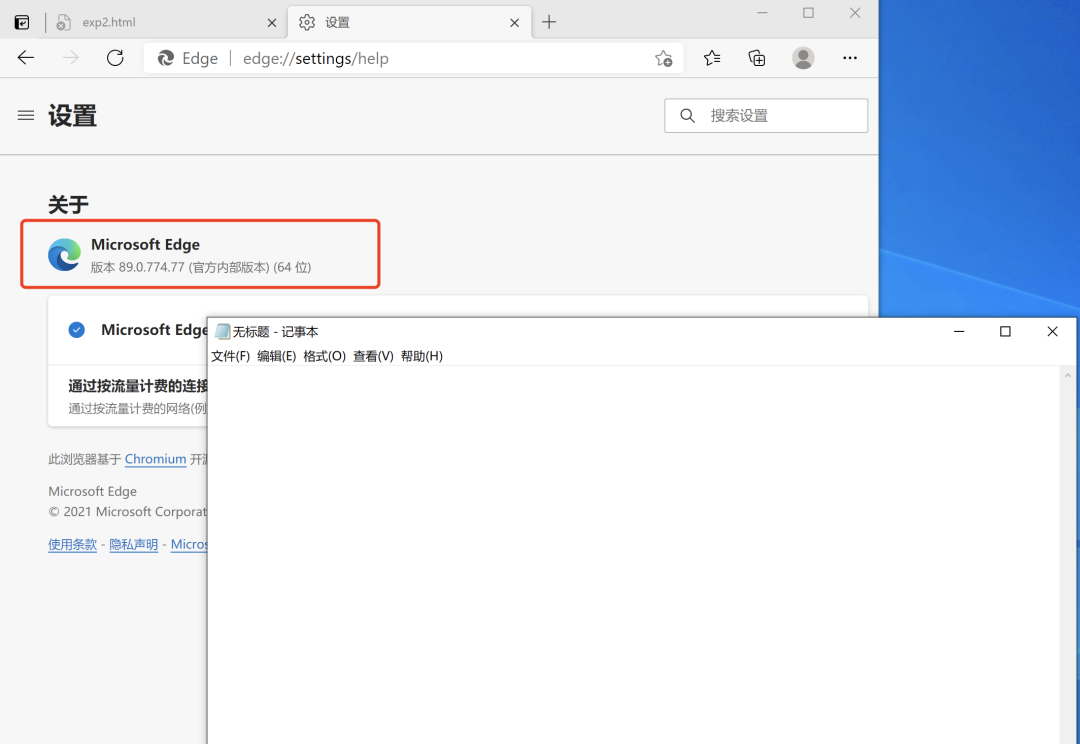 exp2.html
设置
Edge
edge://settings/help
设置
搜索设置
关于
Microsoft Edge
版本 89.0.774.77 (官方内部版本) (64 位)
Microsoft Edge
通过按流量计费的连接
通过按流量计费的网络(例
此浏览器基于 Chromium 开
Microsoft Edge
© 2021 Microsoft Corporat
使用条款 - 隐私声明 - Micros
无标题 - 记事本
文件(F) 编辑(E) 格式(O) 查看(V) 帮助(H)